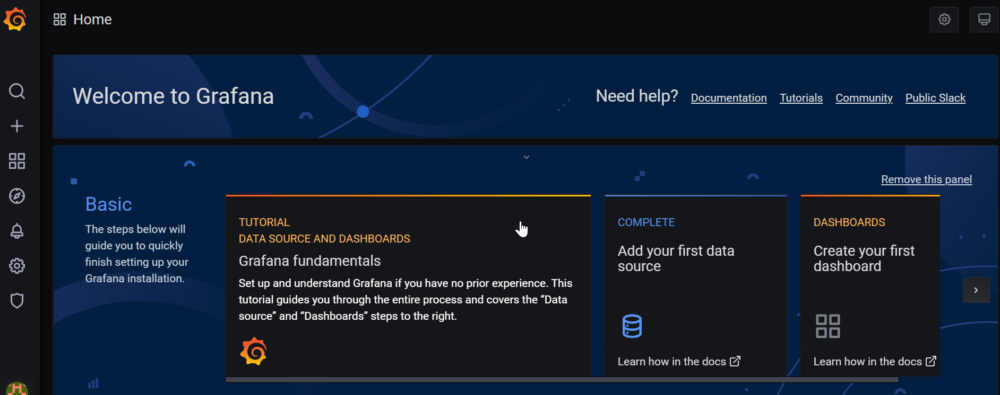 Home
Welcome to Grafana
Need help? Documentation Tutorials Community Public Slack
Remove this panel
Basic
The steps below will
guide you to quickly
finish setting up your
Grafana installation.
TUTORIAL
DATA SOURCE AND DASHBOARDS
Grafana fundamentals
Set up and understand Grafana if you have no prior experience. This
tutorial guides you through the entire process and covers the “Data
source” and “Dashboards” steps to the right.
COMPLETE
Add your first data
source
Learn how in the docs
DASHBOARDS
Create your first
dashboard
Learn how in the docs